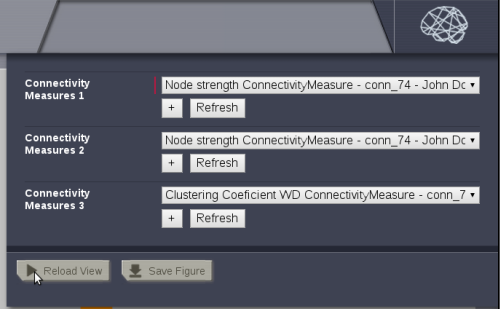 Connectivity
Measures 1
Node strength ConnectivityMeasure - conn_74 - John Dc
+ Refresh
Connectivity
Measures 2
Node strength ConnectivityMeasure - conn_74 - John Dc
+ Refresh
Connectivity
Measures 3
Clustering Coeficient WD ConnectivityMeasure - conn_7
+ Refresh
Reload View Save Figure